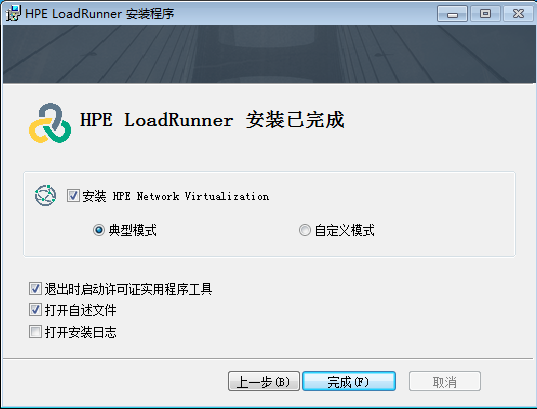 HPE LoadRunner 安装程序
HPE LoadRunner 安装已完成
安装 HPE Network Virtualization
典型模式 自定义模式
退出时启动许可证实用程序工具
打开自述文件
打开安装日志
上一步(B) 完成(F) 取消